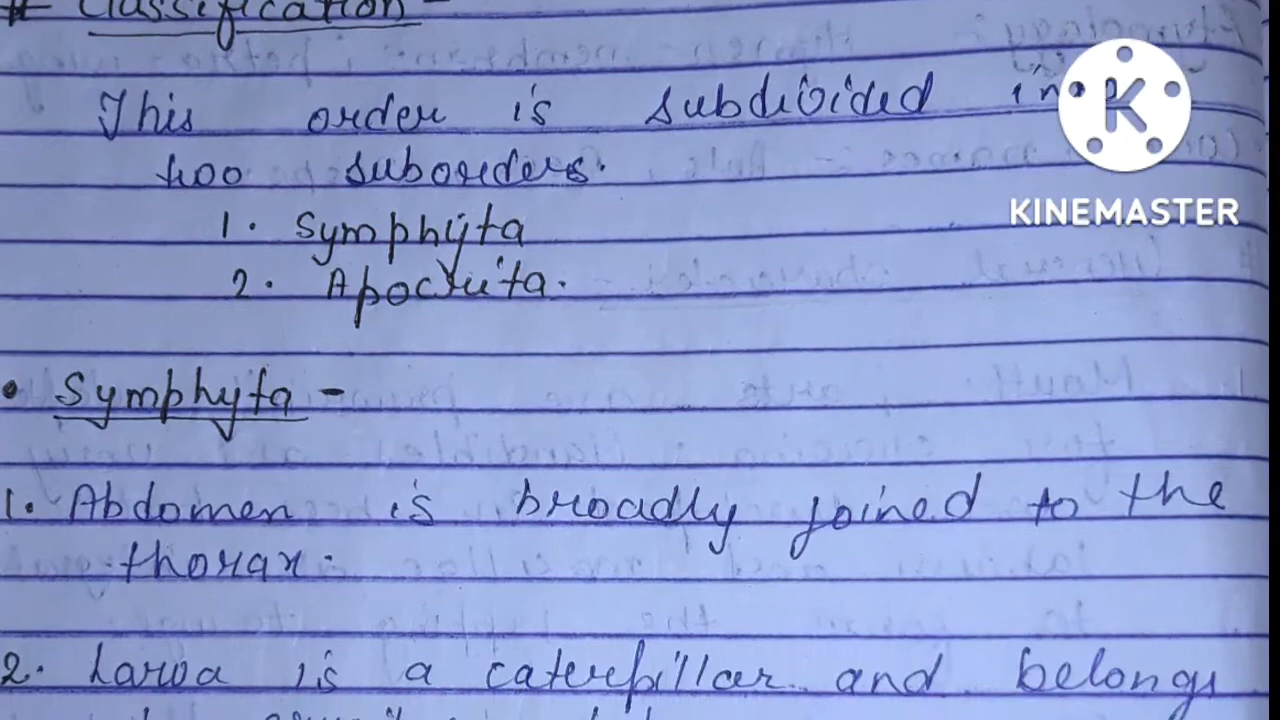 # Classification -
This order is subdivided in
two suborders.
1. Symphyta
2. Apocrita.
• Symphyta -
1. Abdomen is broadly joined to the
thorax.
2. Larva is a caterpillar and belongs
K
KINEMASTER